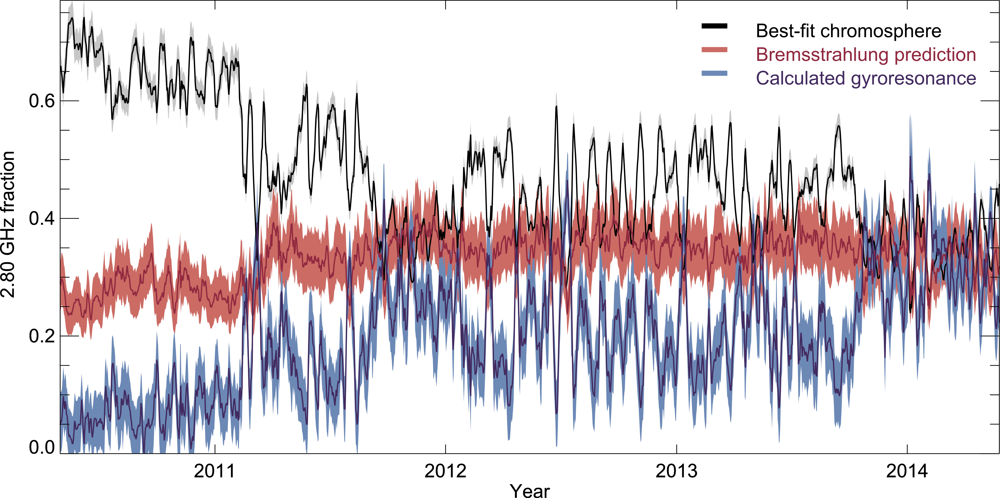 Best-fit chromosphere
Bremsstrahlung prediction
Calculated gyroresonance
2.80 GHz fraction
0.6
0.4
0.2
0.0
2011
2012
2013
2014
Year